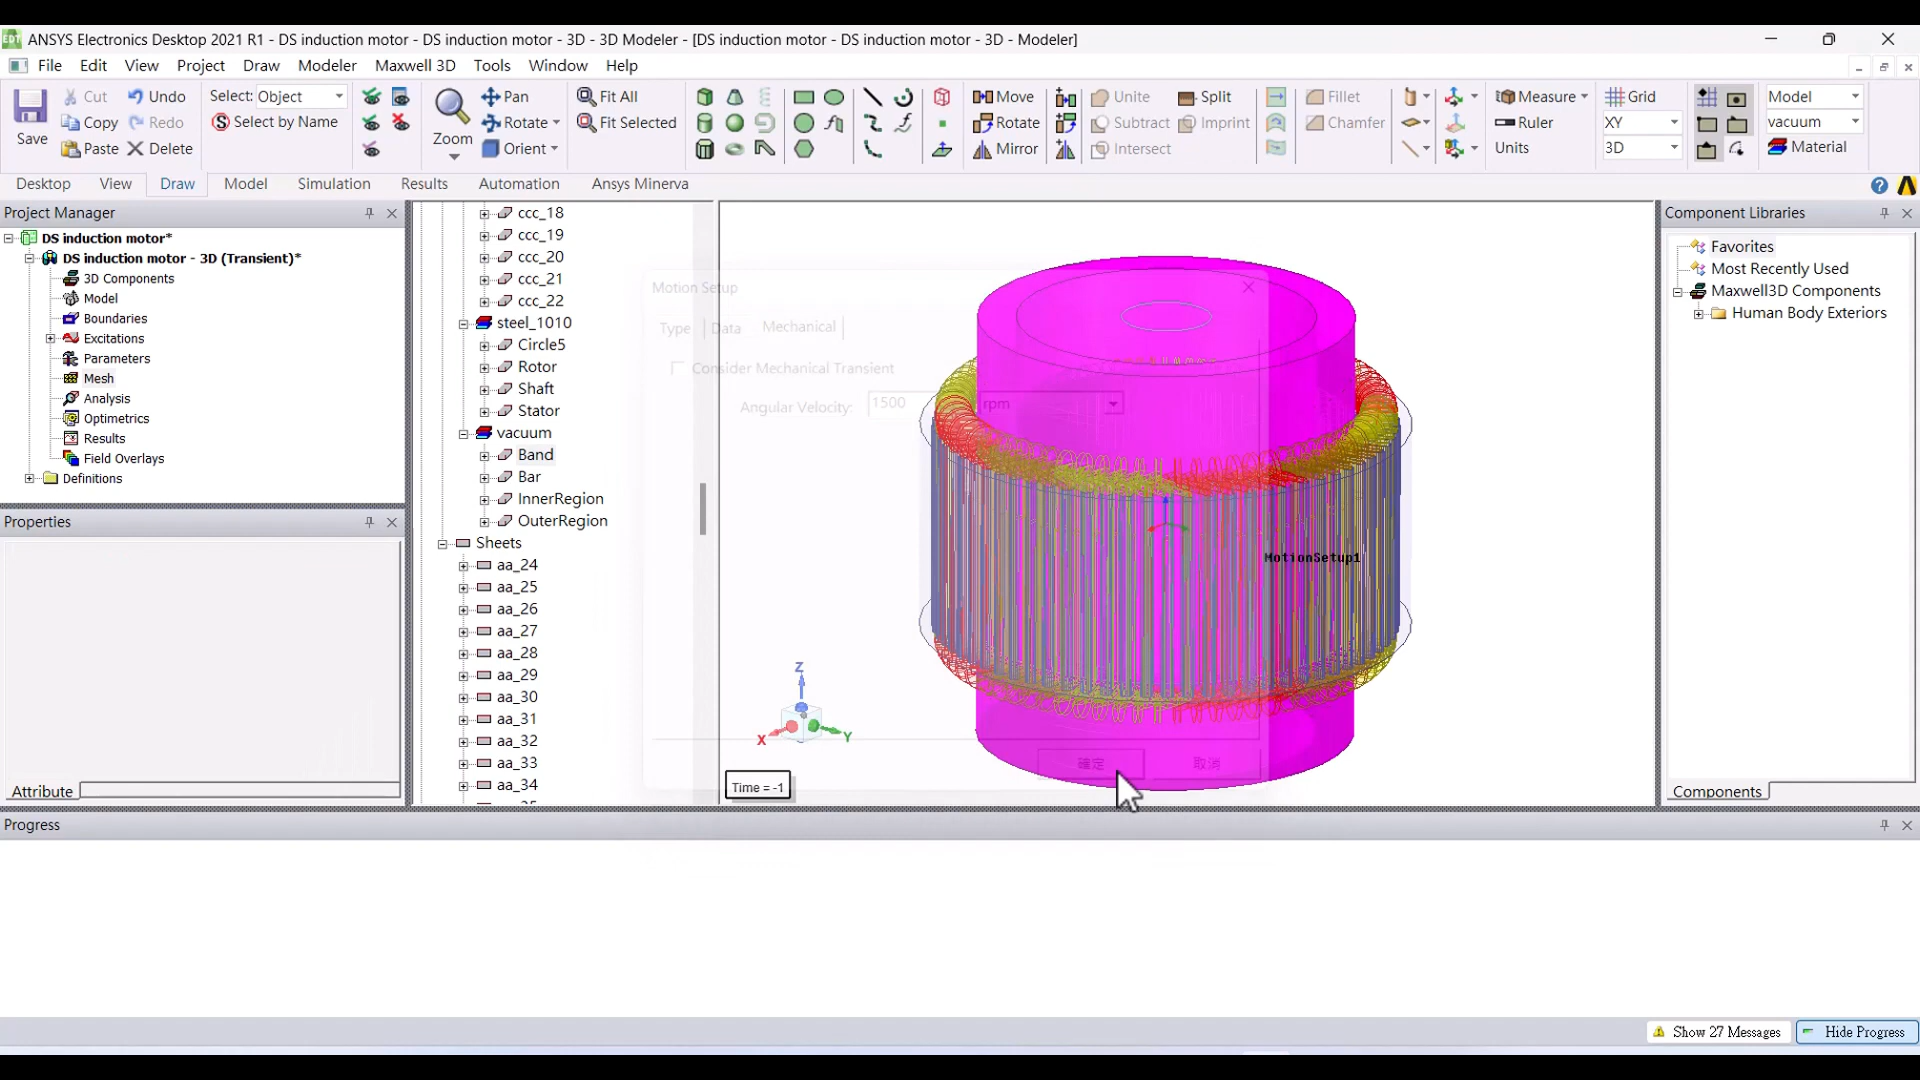 ANSYS Electronics Desktop 2021 R1 - DS induction motor - DS induction motor - 3D - 3D Modeler - [DS induction motor - DS induction motor - 3D - Modeler]
File Edit View Project Draw Modeler Maxwell 3D Tools Window Help
Save
Cut
Copy
Paste
Undo
Redo
Delete
Select: Object
Select by Name
Zoom
Pan
Rotate
Orient
Fit All
Fit Selected
Move
Rotate
Mirror
Unite
Subtract
Intersect
Split
Imprint
Fillet
Chamfer
Measure
Ruler
Units
Grid
XY
3D
Model
vacuum
Material
Desktop View Draw Model Simulation Results Automation Ansys Minerva
Project Manager
DS induction motor*
DS induction motor - 3D (Transient)*
3D Components
Model
Boundaries
Excitations
Parameters
Mesh
Analysis
Optimetrics
Results
Field Overlays
Definitions
Properties
Attribute
ccc_18
ccc_19
ccc_20
ccc_21
ccc_22
steel_1010
Circle5
Rotor
Shaft
Stator
vacuum
Band
Bar
InnerRegion
OuterRegion
Sheets
aa_24
aa_25
aa_26
aa_27
aa_28
aa_29
aa_30
aa_31
aa_32
aa_33
aa_34
Motion Setup
Type Data Mechanical
Consider Mechanical Transient
Angular Velocity: 1500 rpm
確定 取消
MotionSetup1
Z
X
Y
Time = -1
Component Libraries
Favorites
Most Recently Used
Maxwell3D Components
Human Body Exteriors
Components
Progress
Show 27 Messages
Hide Progress